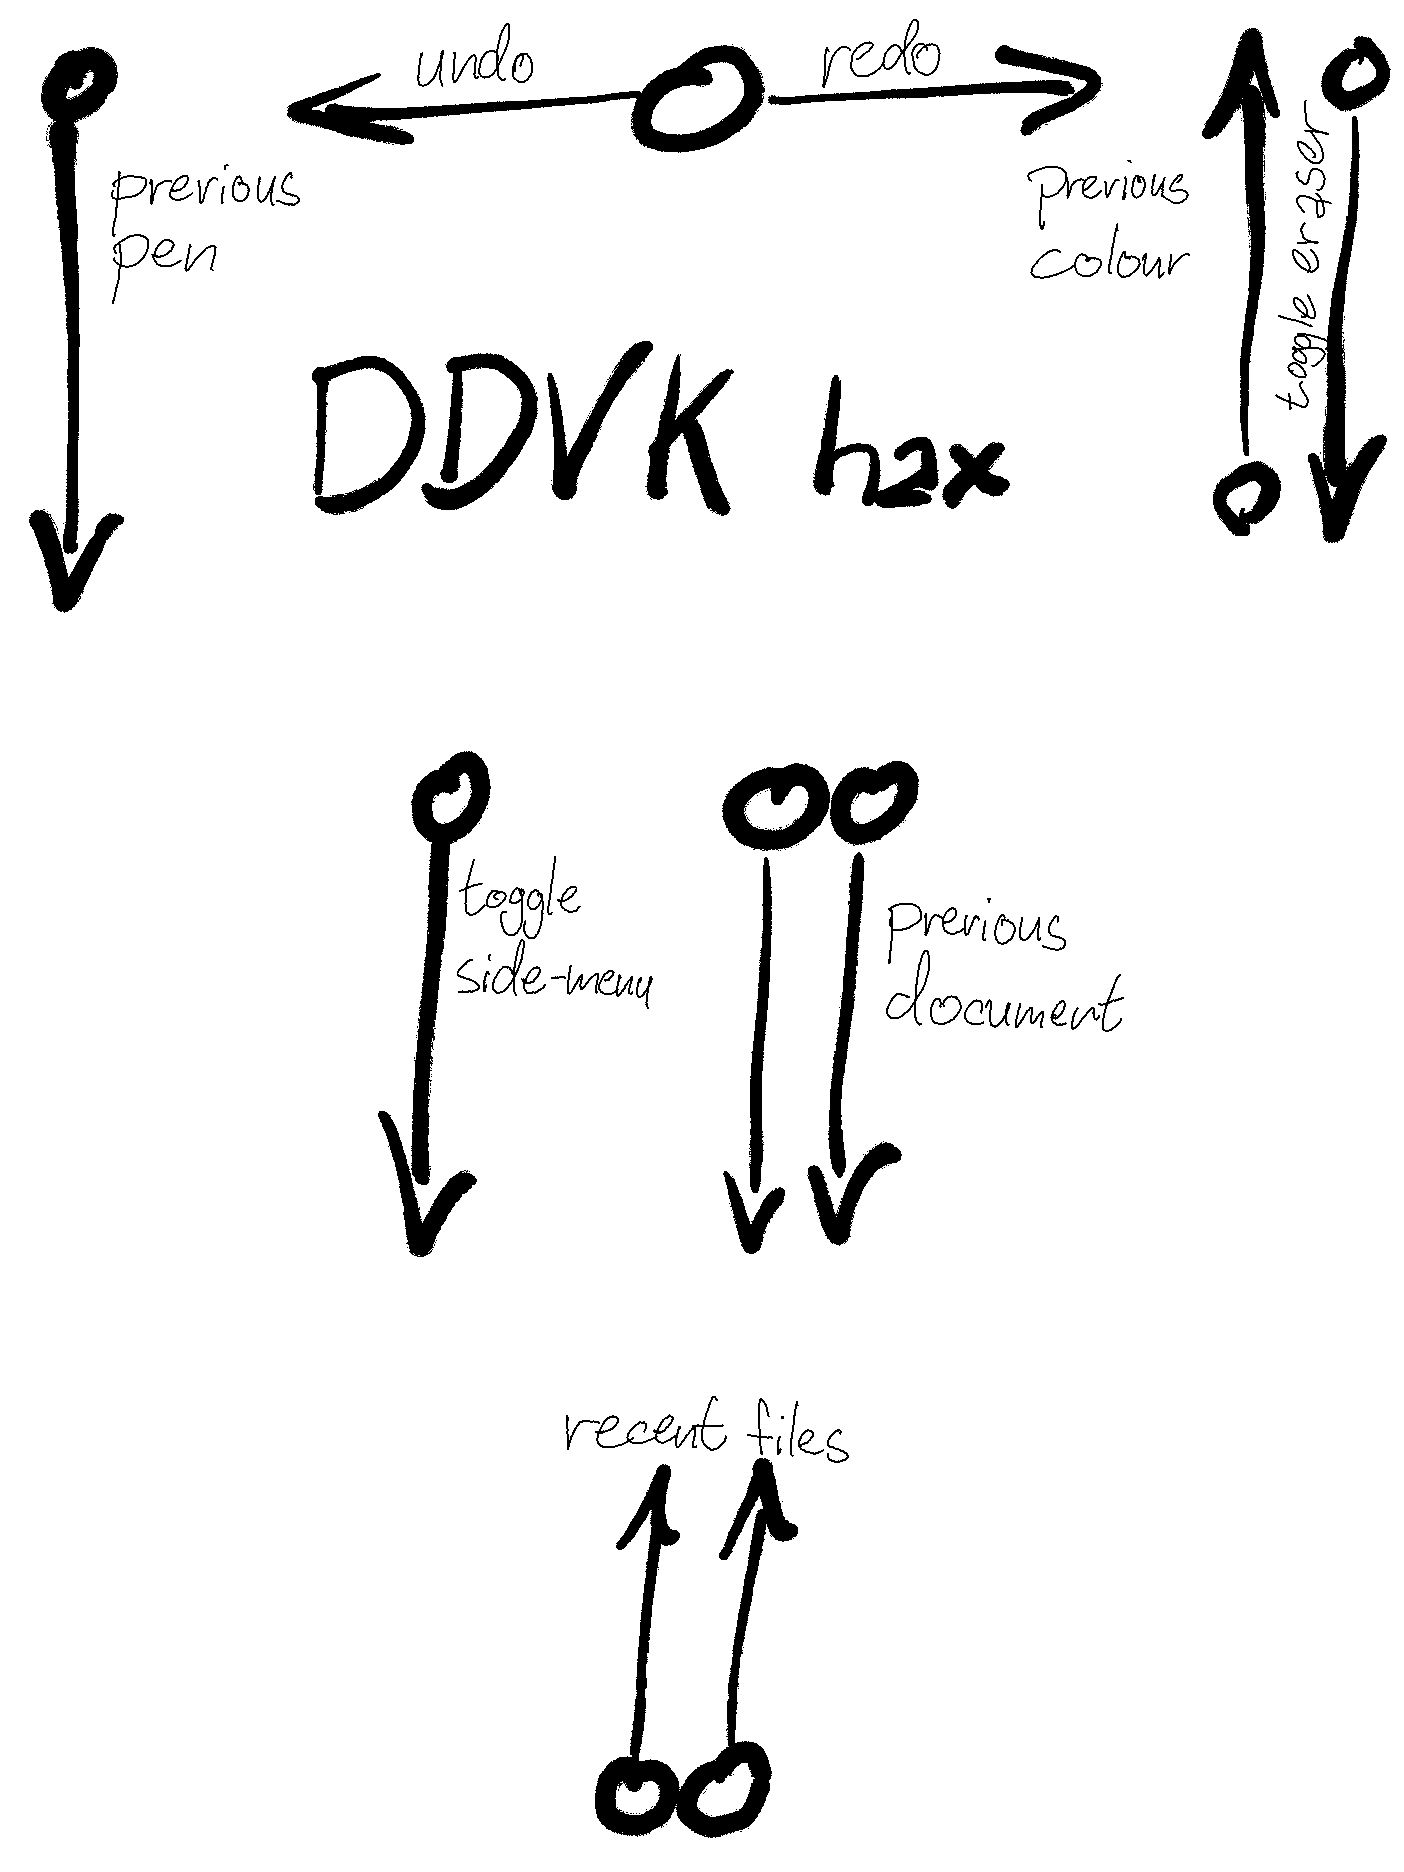 undo
redo
previous
pen
previous
colour
toggle eraser
DDVK hax
toggle
side-menu
previous
document
recent files